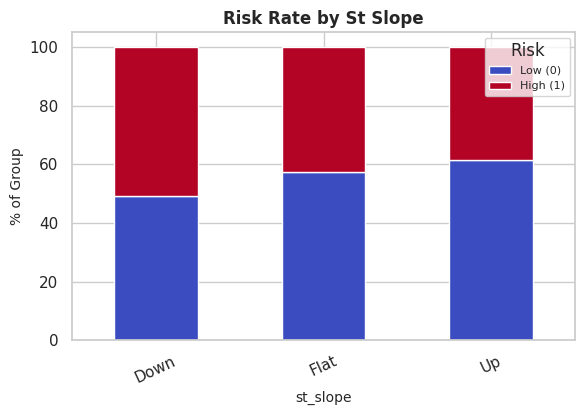 Risk Rate by St Slope
Risk
Low (0)
High (1)
% of Group
100
80
60
40
20
0
Down
Flat
Up
st_slope